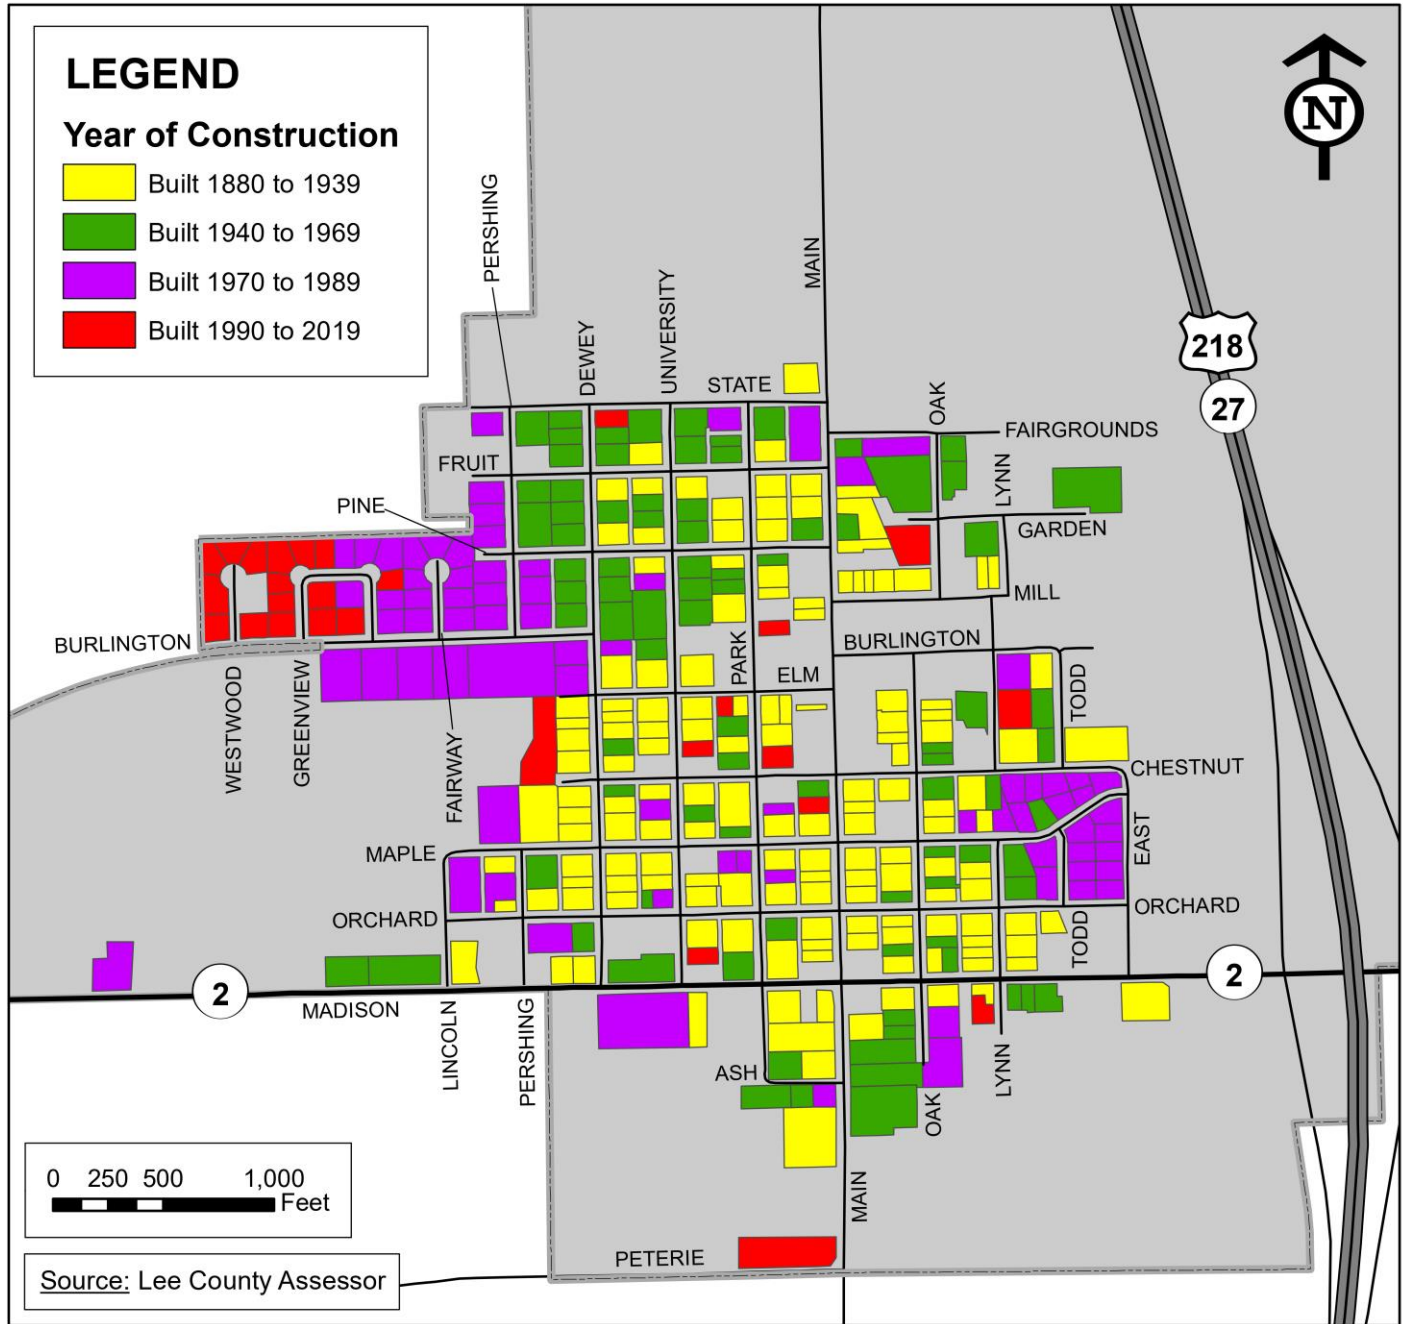 LEGEND
Year of Construction
Built 1880 to 1939
Built 1940 to 1969
Built 1970 to 1989
Built 1990 to 2019
N
218
27
PERSHING
DEWEY
UNIVERSITY
STATE
MAIN
OAK
FAIRGROUNDS
LYNN
FRUIT
PINE
GARDEN
MILL
BURLINGTON
BURLINGTON
WESTWOOD
GREENVIEW
FAIRWAY
PARK
ELM
TODD
CHESTNUT
EAST
MAPLE
ORCHARD
ORCHARD
TODD
2
2
MADISON
LINCOLN
PERSHING
ASH
OAK
LYNN
MAIN
PETERIE
0 250 500 1,000
Feet
Source: Lee County Assessor